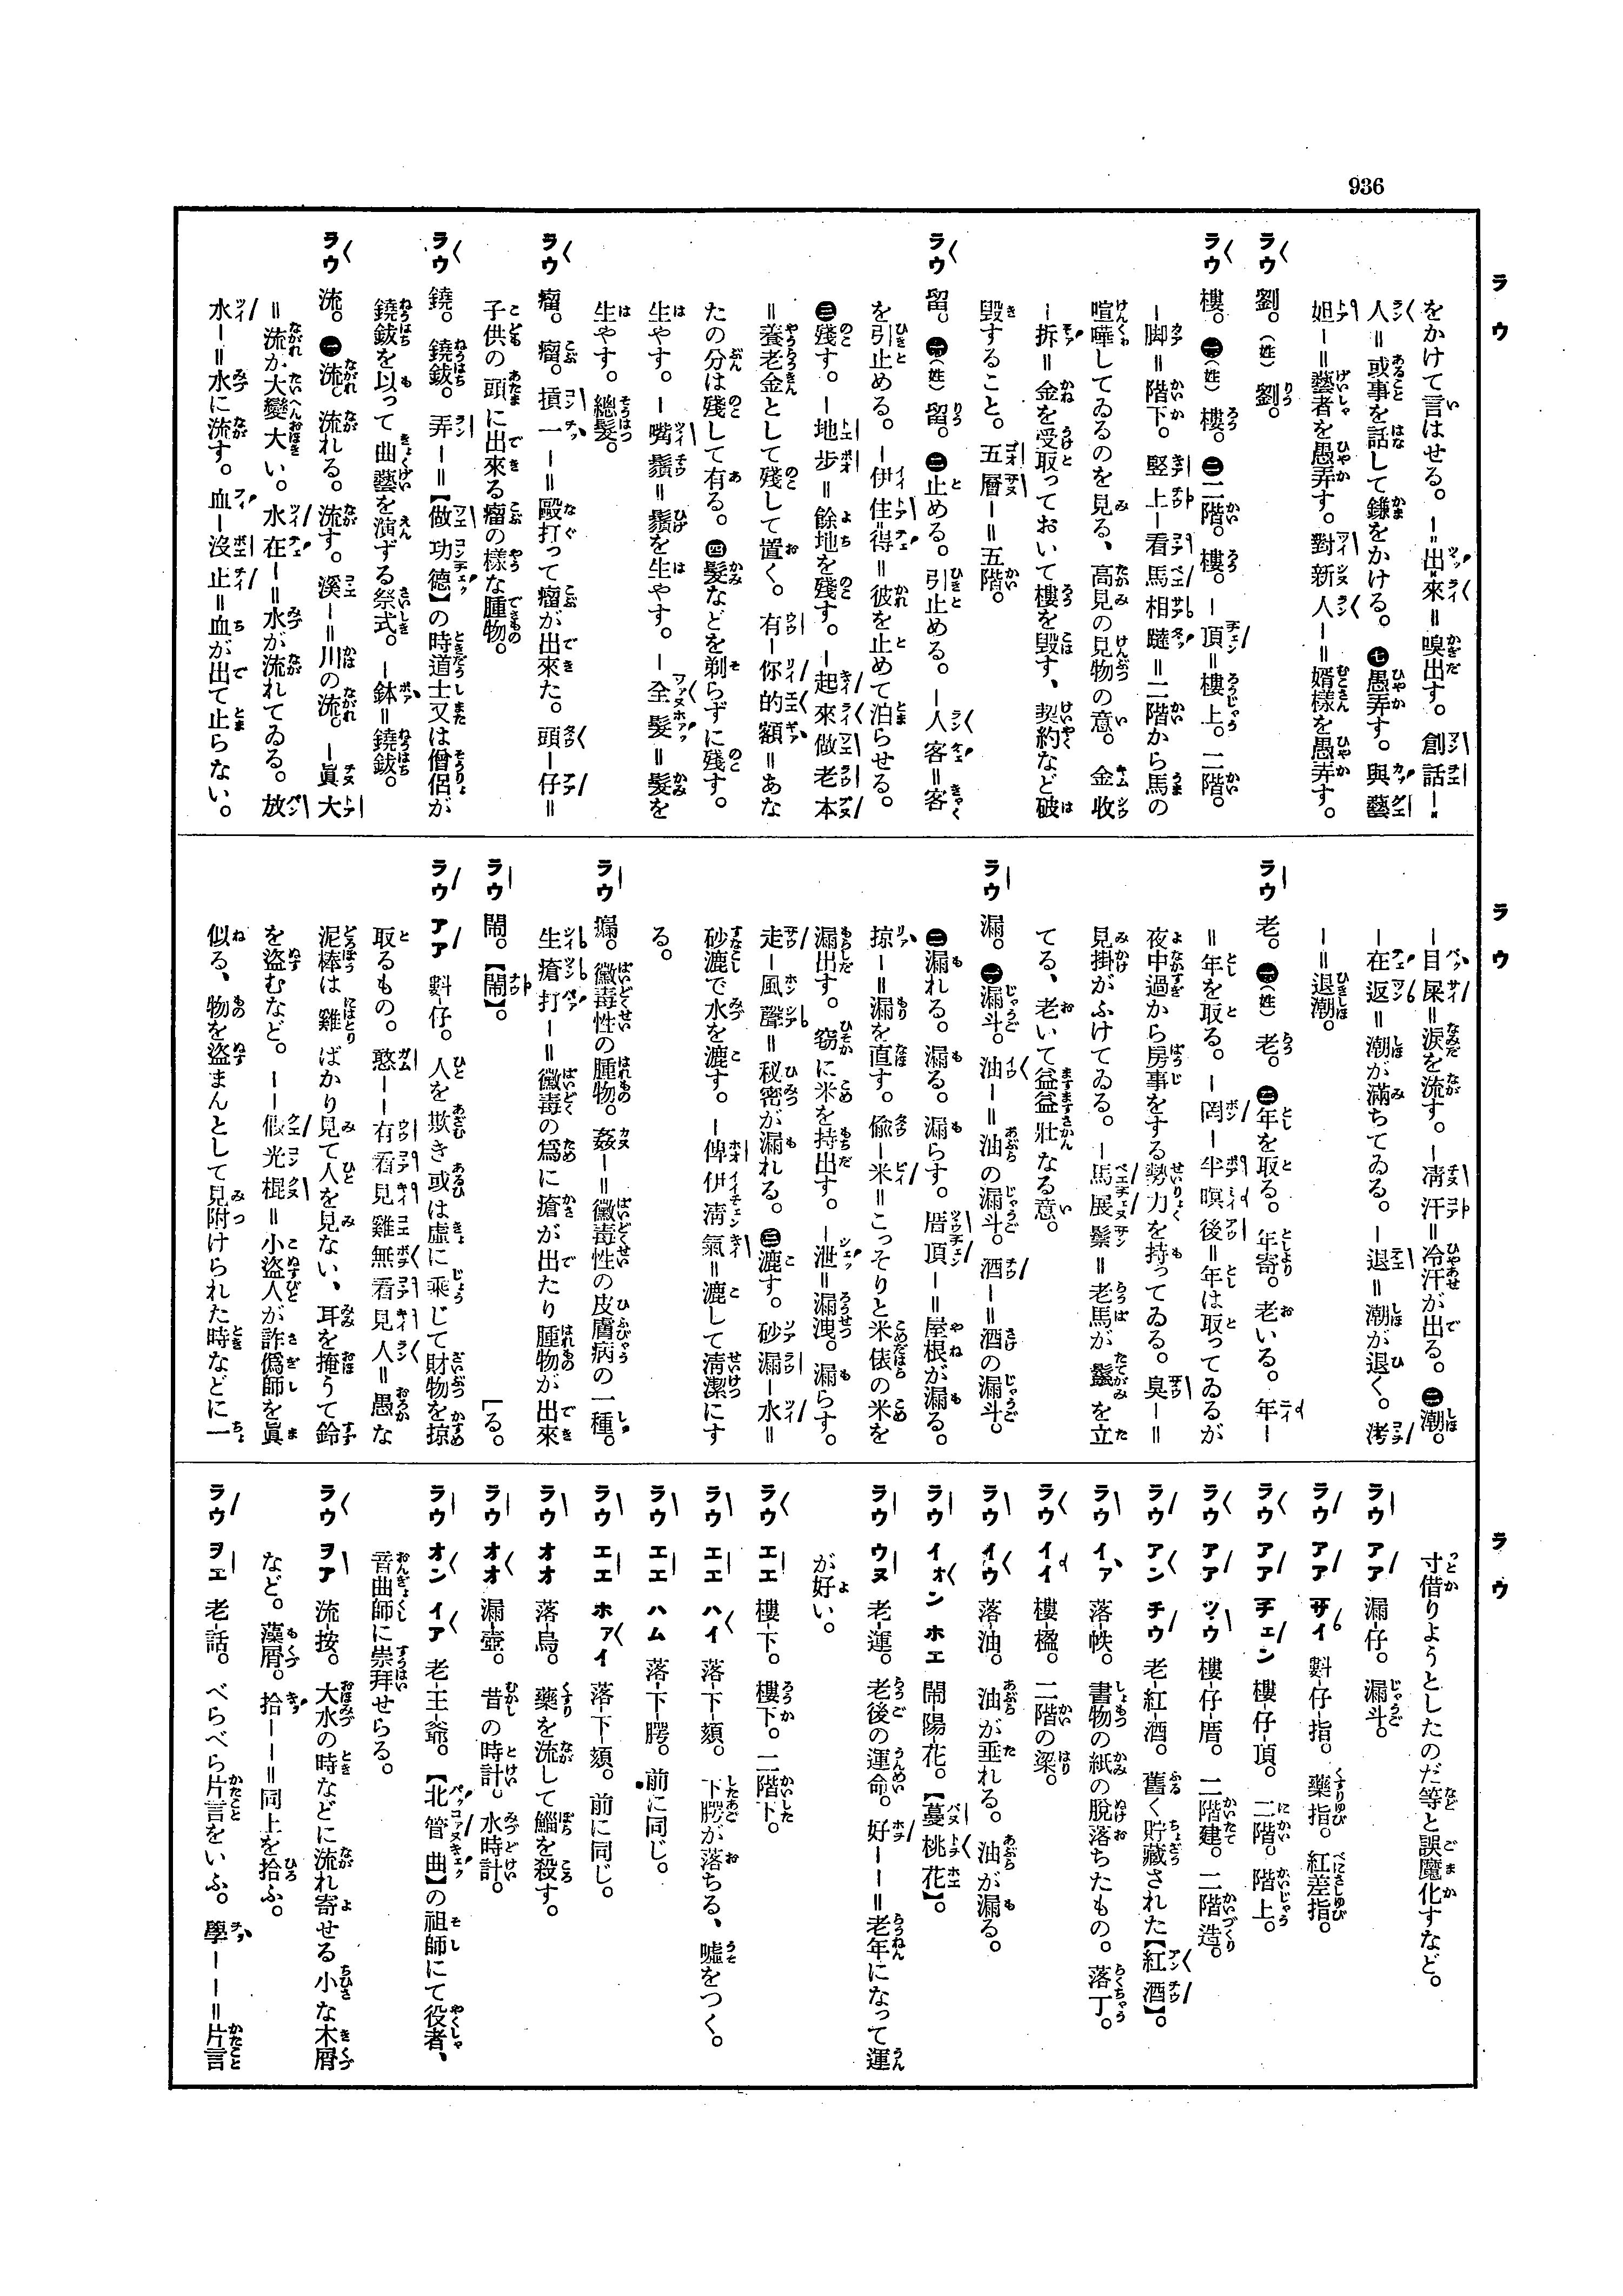 936
ラウ
をかけて言はせる。－=出來=嗅出す。創話－=
人=或事を話して鎌をかける。㊆愚弄す。與藝
妲－=藝者を愚弄す。對新人－=婿樣を愚弄す。
ラウ 劉。（姓）劉。
ラウ 樓。㊀（姓）樓。㊁二階。樓。－頂=樓上。二階。
－脚=階下。竪上－看馬相躂=二階から馬の
喧嘩してゐるのを見る、高見の見物の意。金收
－拆=金を受取っておいて樓を毀す、契約など破
毀すること。五層－=五階。
ラウ 留。㊀（姓）留。㊁止める。引止める。－人客=客
を引止める。－伊住=得=彼を止めて泊らせる。
㊂殘す。－地步=餘地を殘す。－起來做老本
=養老金として殘して置く。有－你的額=あな
たの分は殘して有る。㊃髮などを剃らずに殘す。
生やす。－嘴鬚=鬚を生やす。－全髮=髮を
生やす。總髮。
ラウ 瘤。瘤。摃一－=毆打って瘤が出來た。頭－仔=
子供の頭に出來る瘤の樣な腫物。
ラウ 鐃。鐃鈸。弄－=【做功德】の時道士又は僧侶が
鐃鈸を以って曲藝を演ずる祭式。－鉢=鐃鈸。
ラウ 流。㊀流。流れる。流す。溪－=川の流。－眞大
=流が大變大い。水在－=水が流れてゐる。放
水－=水に流す。血－沒止=血が出て止らない。
ラウ
－目屎=淚を流す。－凊汗=冷汗が出る。㊁潮。
－在返=潮が滿ちてゐる。－退=潮が退く。洘
－=退潮。
ラウ 老。㊀（姓）老。㊁年を取る。年寄。老いる。年－
=年を取る。－罔－半暝後=年は取ってゐるが
夜中過から房事をする勢力を持ってゐる。臭－=
見掛がふけてゐる。－馬展鬃=老馬が鬣を立
てる、老いて益益壯なる意。
ラウ 漏。㊀漏斗。油－=油の漏斗。酒－=酒の漏斗。
㊁漏れる。漏る。漏らす。厝頂－=屋根が漏る。
掠－=漏を直す。偸－米=こっそりと米俵の米を
漏出す。竊に米を持出す。－泄=漏洩。漏らす。
走－風聲=秘密が漏れる。㊂漉す。砂漏－水=
砂漉で水を漉す。－俾伊淸氣=漉して淸潔にす
る。
ラウ 癆。黴毒性の腫物。姦－=黴毒性の皮膚病の一種。
生瘡打－=黴毒の爲に瘡が出たり腫物が出來
ラウ 鬧。【鬧】。 ［る。
ラウ アア 㓼－仔。人を欺き或は虛に乘じて財物を掠
取るもの。憨－－有看見雞無看見人=愚かな
泥棒は雞ばかり見て人を見ない、耳を掩うて鈴
を盜むなど。－－假光棍=小盜人が詐僞師を眞
似る、物を盜まんとして見附けられた時などに一
ラウ
寸借りようとしたのだ等と誤魔化すなど。
ラウ アア 漏－仔。漏斗。
ラウ アア サイ 㓼－仔－指。藥指。紅差指。
ラウ アア チェン 樓－仔－頂。二階。階上。
ラウ アア ツウ 樓－仔－厝。二階建。二階造。
ラウ アン チウ 老－紅－酒。舊く貯藏された【紅酒】。
ラウ イァ 落－帙。書物の紙の脫落ちたもの。落丁。
ラウ イイ 樓－楹。二階の梁。
ラウ イウ 落－油。油が垂れる。油が漏る。
ラウ イオン ホエ 鬧－陽－花。【蔓桃花】。
ラウ ウヌ 老－運。老後の運命。好－－=老年になって運
が好い。
ラウ エエ 樓－下。樓下。二階下。
ラウ エエ ハイ 落－下－頦。下腭が落ちる、噓をつく。
ラウ エエ ハム 落－下－腭。前に同じ。
ラウ エエ ホァイ 落－下－頦。前に同じ。
ラウ オオ 落－烏。藥を流して鯔を殺す。
ラウ オオ 漏－壺。昔の時計。水時計。
ラウ オン イア 老－王－爺。【北管曲】の祖師にて役者、
音曲師に崇拜せらる。
ラウ ヲア 流－按。大水の時などに流れ寄せる小な木屑
など。藻屑。拾－－=同上を拾ふ。
ラウ ヲエ 老－話。べらべら片言をいふ。學－－=片言